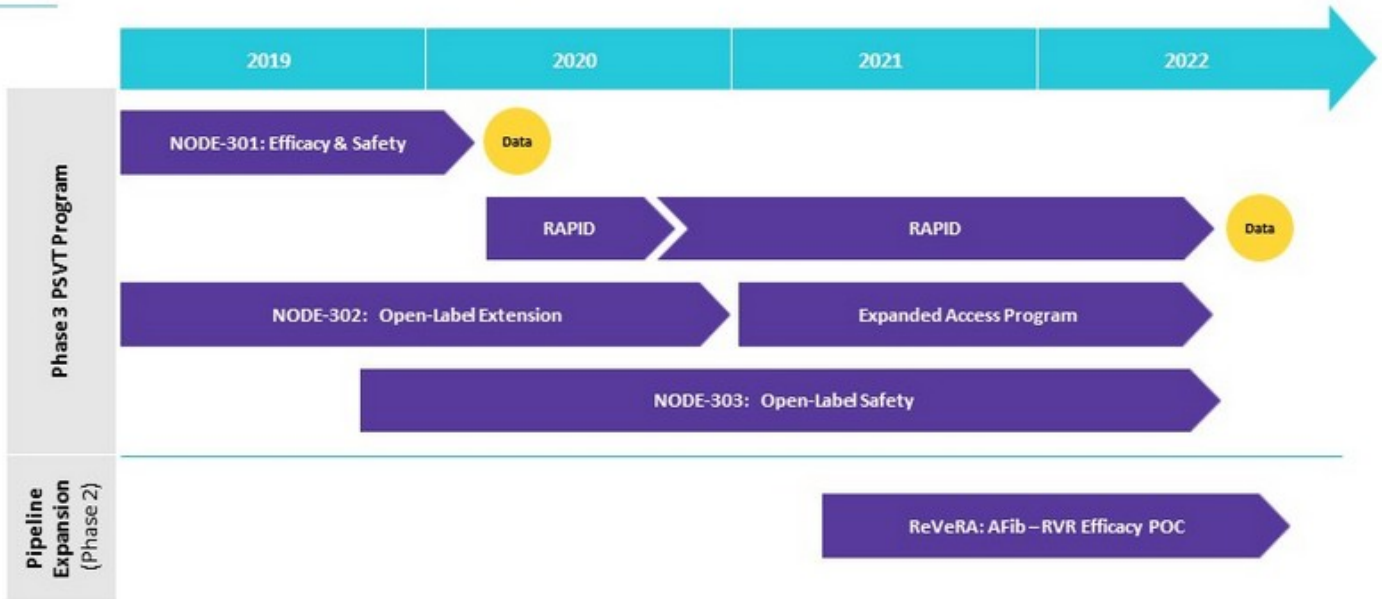 2019
2020
2021
2022
Phase 3 PSVT Program
NODE-301: Efficacy & Safety
Data
RAPID
RAPID
Data
NODE-302: Open-Label Extension
Expanded Access Program
NODE-303: Open-Label Safety
Pipeline
Expansion
(Phase 2)
ReVeRA: AFib – RVR Efficacy POC